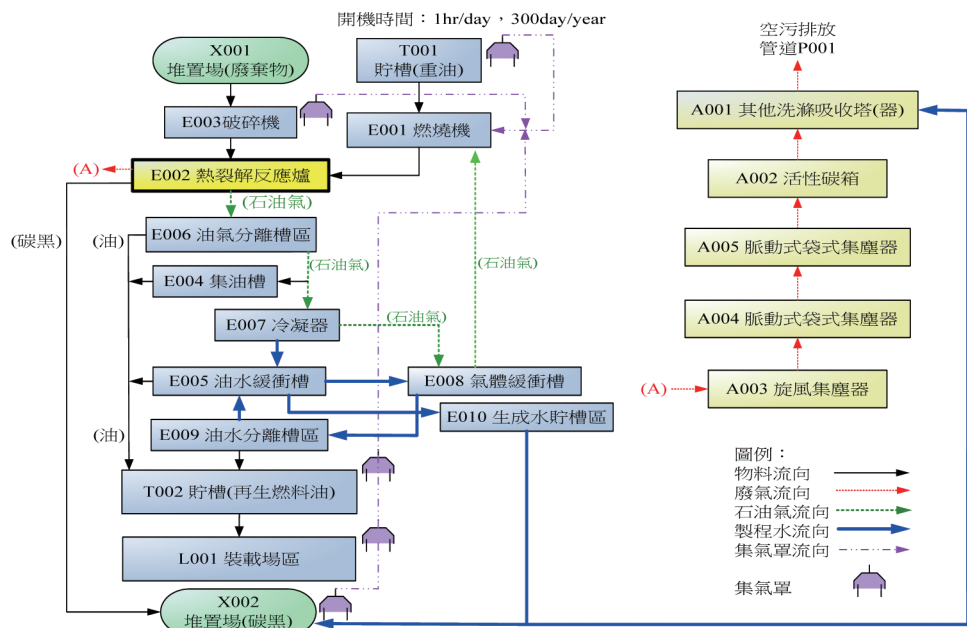 開機時間：1hr/day，300day/year
X001
堆置場(廢棄物)
T001
貯槽(重油)
E003破碎機
E001 燃燒機
(A)
E002 熱裂解反應爐
(石油氣)
(碳黑)
(油)
E006 油氣分離槽區
(石油氣)
E004 集油槽
E007 冷凝器
(石油氣)
E005 油水緩衝槽
E008 氣體緩衝槽
E010 生成水貯槽區
(油)
E009 油水分離槽區
T002 貯槽(再生燃料油)
L001 裝載場區
X002
堆置場(碳黑)
空污排放
管道P001
A001 其他洗滌吸收塔(器)
A002 活性碳箱
A005 脈動式袋式集塵器
A004 脈動式袋式集塵器
(A)
A003 旋風集塵器
圖例：
物料流向
廢氣流向
石油氣流向
製程水流向
集氣罩流向
集氣罩